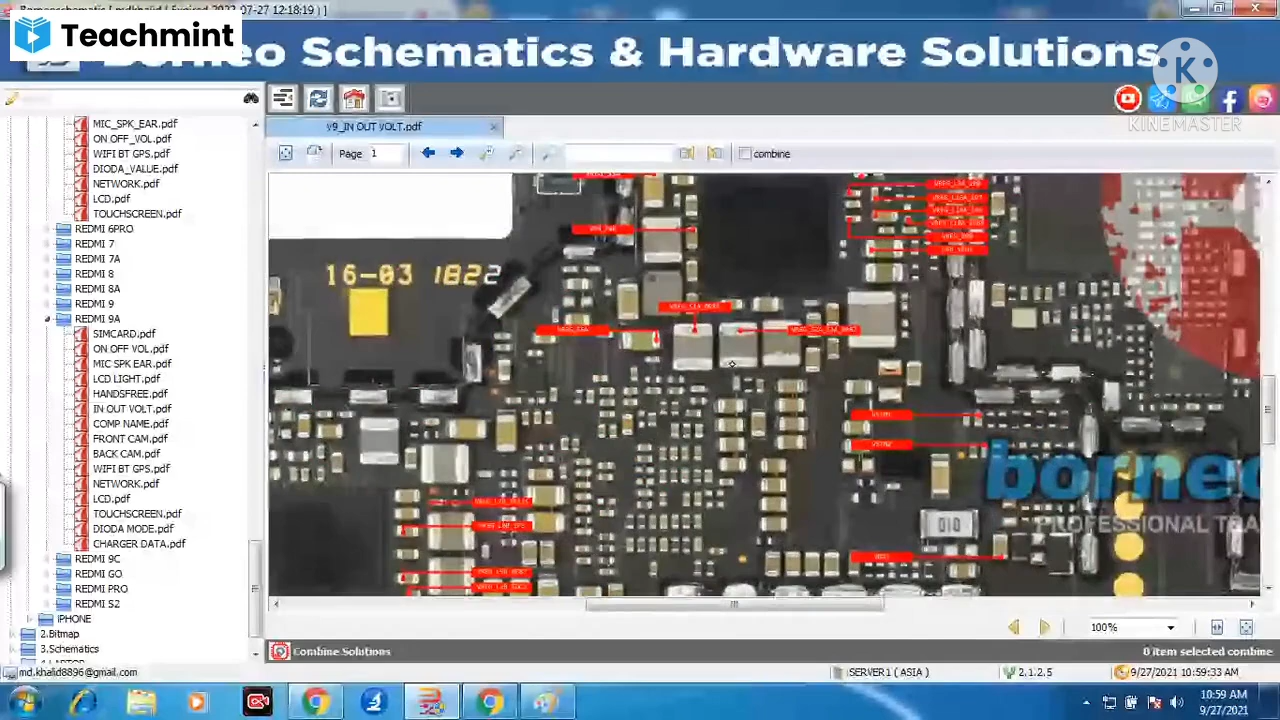 Teachmint
Borneo Schematics & Hardware Solutions
12:18:19 ) ]
K
KINEMASTER
v9_IN OUT VOLT.pdf
Page 1
combine
MIC_SPK_EAR.pdf
ON OFF_VOL.pdf
WIFI BT GPS.pdf
DIODA_VALUE.pdf
NETWORK.pdf
LCD.pdf
TOUCHSCREEN.pdf
REDMI 6PRO
REDMI 7
REDMI 7A
REDMI 8
REDMI 8A
REDMI 9
REDMI 9A
SIMCARD.pdf
ON OFF VOL.pdf
MIC SPK EAR.pdf
LCD LIGHT.pdf
HANDSFREE.pdf
IN OUT VOLT.pdf
COMP NAME.pdf
FRONT CAM.pdf
BACK CAM.pdf
WIFI BT GPS.pdf
NETWORK.pdf
LCD.pdf
TOUCHSCREEN.pdf
DIODA MODE.pdf
CHARGER DATA.pdf
REDMI 9C
REDMI GO
REDMI PRO
REDMI S2
IPHONE
2.Bitmap
3.Schematics
16-03 1822
borneo
PROFESSIONAL
100%
Combine Solutions
0 item selected combine
md.khalid8896@gmail.com
SERVER1 ( ASIA )
2.1.2.5
9/27/2021 10:59:33 AM
10:59 AM
9/27/2021